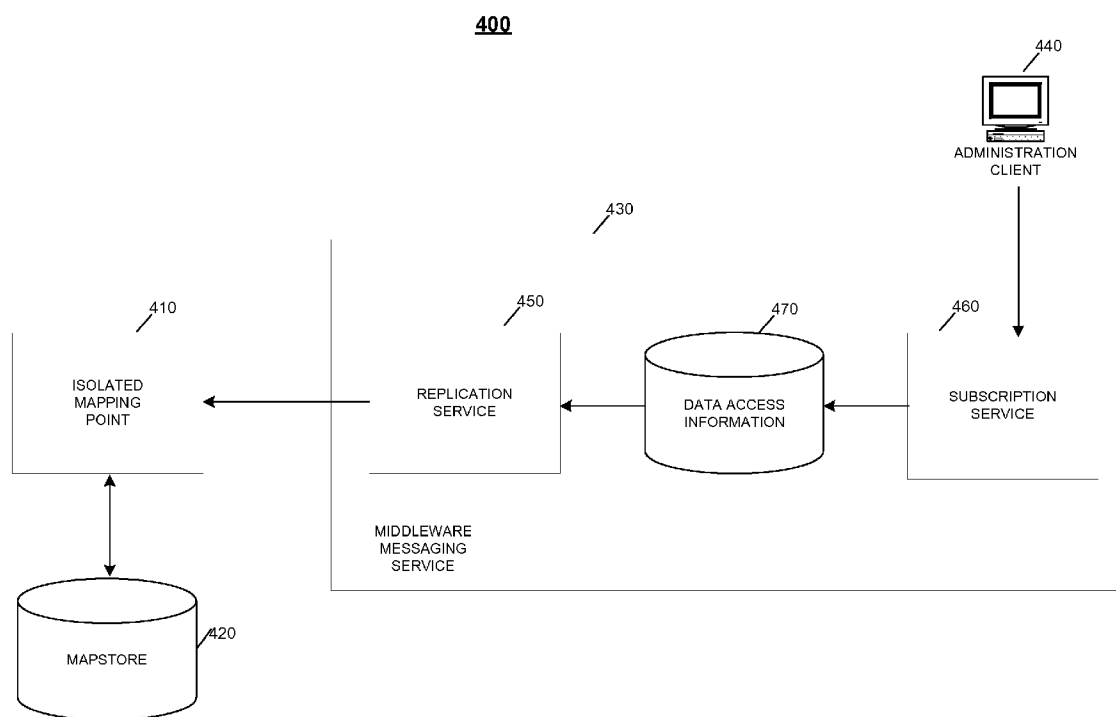 400
440
ADMINISTRATION
CLIENT
430
410
450
470
460
ISOLATED
MAPPING
POINT
REPLICATION
SERVICE
DATA ACCESS
INFORMATION
SUBSCRIPTION
SERVICE
MIDDLEWARE
MESSAGING
SERVICE
420
MAPSTORE